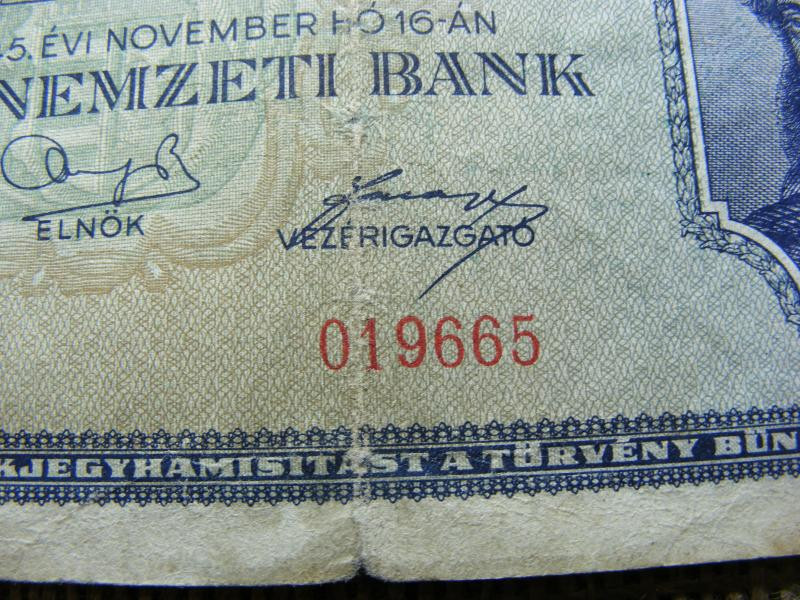 5. ÉVI NOVEMBER HÓ 16-ÁN
NEMZETI BANK
ELNÖK
VEZÉRIGAZGATÓ
019665
KJEGYHAMISITÁST A TÖRVÉNY BÜN